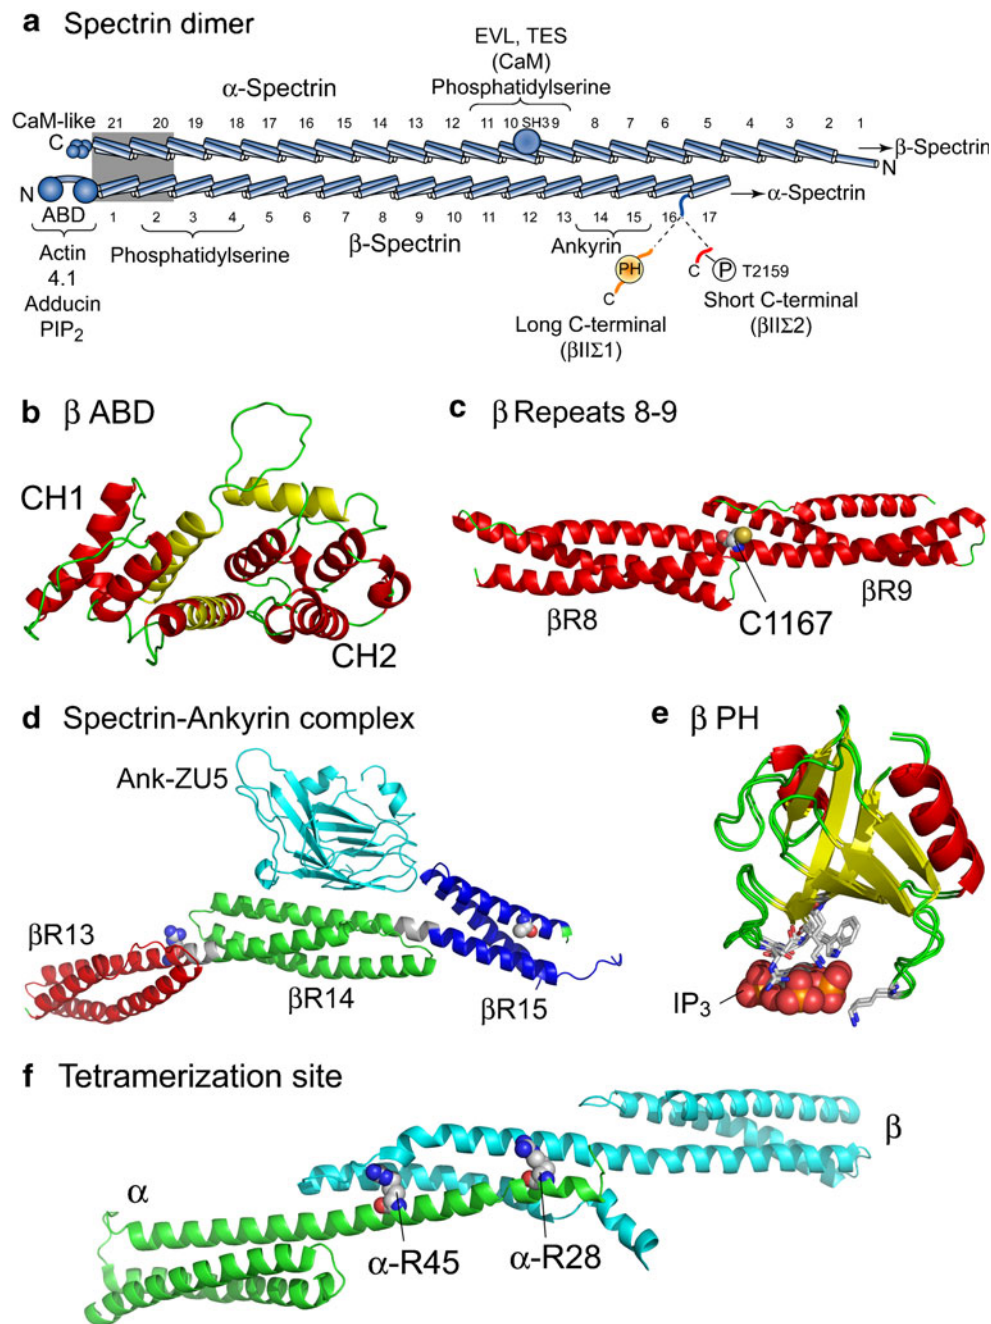 a Spectrin dimer
EVL, TES
(CaM)
Phosphatidylserine
α-Spectrin
CaM-like
21 20 19 18 17 16 15 14 13 12 11 10 SH3 9 8 7 6 5 4 3 2 1
C
β-Spectrin
N
N
α-Spectrin
ABD
1 2 3 4 5 16 7 8 9 10 11 12 13 14 15 16 17
Phosphatidylserine
β-Spectrin
Ankyrin
Actin
4.1
Adducin
PIP2
PH
C
C
P
T2159
Long C-terminal
(βIIΣ1)
Short C-terminal
(βIIΣ2)
b β ABD
CH1
CH2
c β Repeats 8-9
βR8
βR9
C1167
d Spectrin-Ankyrin complex
Ank-ZU5
βR13
βR14
βR15
e β PH
IP3
f Tetramerization site
β
α
α-R45
α-R28